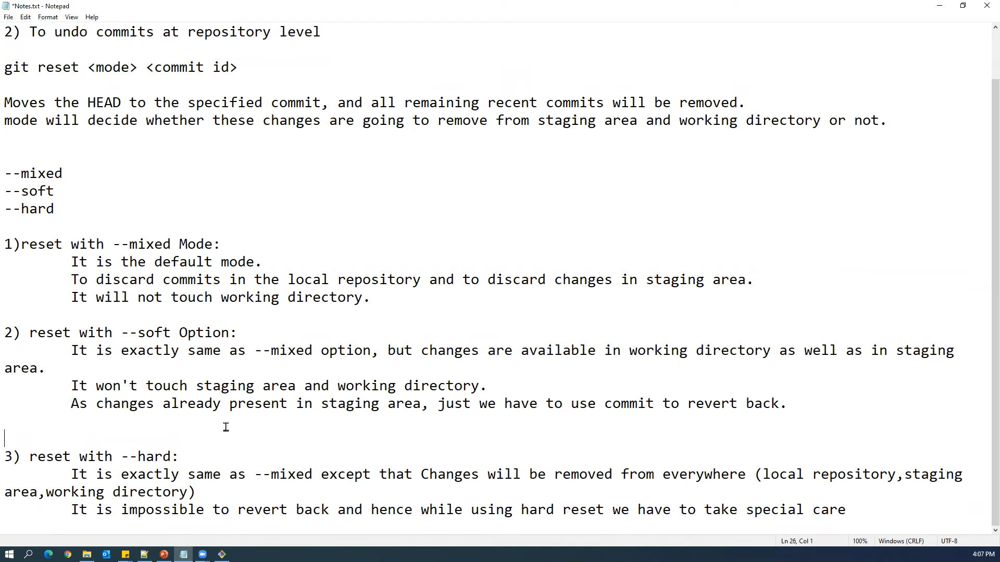 *Notes.txt - Notepad
File Edit Format View Help
2) To undo commits at repository level
git reset <mode> <commit id>
Moves the HEAD to the specified commit, and all remaining recent commits will be removed.
mode will decide whether these changes are going to remove from staging area and working directory or not.
--mixed
--soft
--hard
1)reset with --mixed Mode:
It is the default mode.
To discard commits in the local repository and to discard changes in staging area.
It will not touch working directory.
2) reset with --soft Option:
It is exactly same as --mixed option, but changes are available in working directory as well as in staging
area.
It won't touch staging area and working directory.
As changes already present in staging area, just we have to use commit to revert back.
3) reset with --hard:
It is exactly same as --mixed except that Changes will be removed from everywhere (local repository,staging
area,working directory)
It is impossible to revert back and hence while using hard reset we have to take special care
Ln 26, Col 1 100% Windows (CRLF) UTF-8
4:07 PM